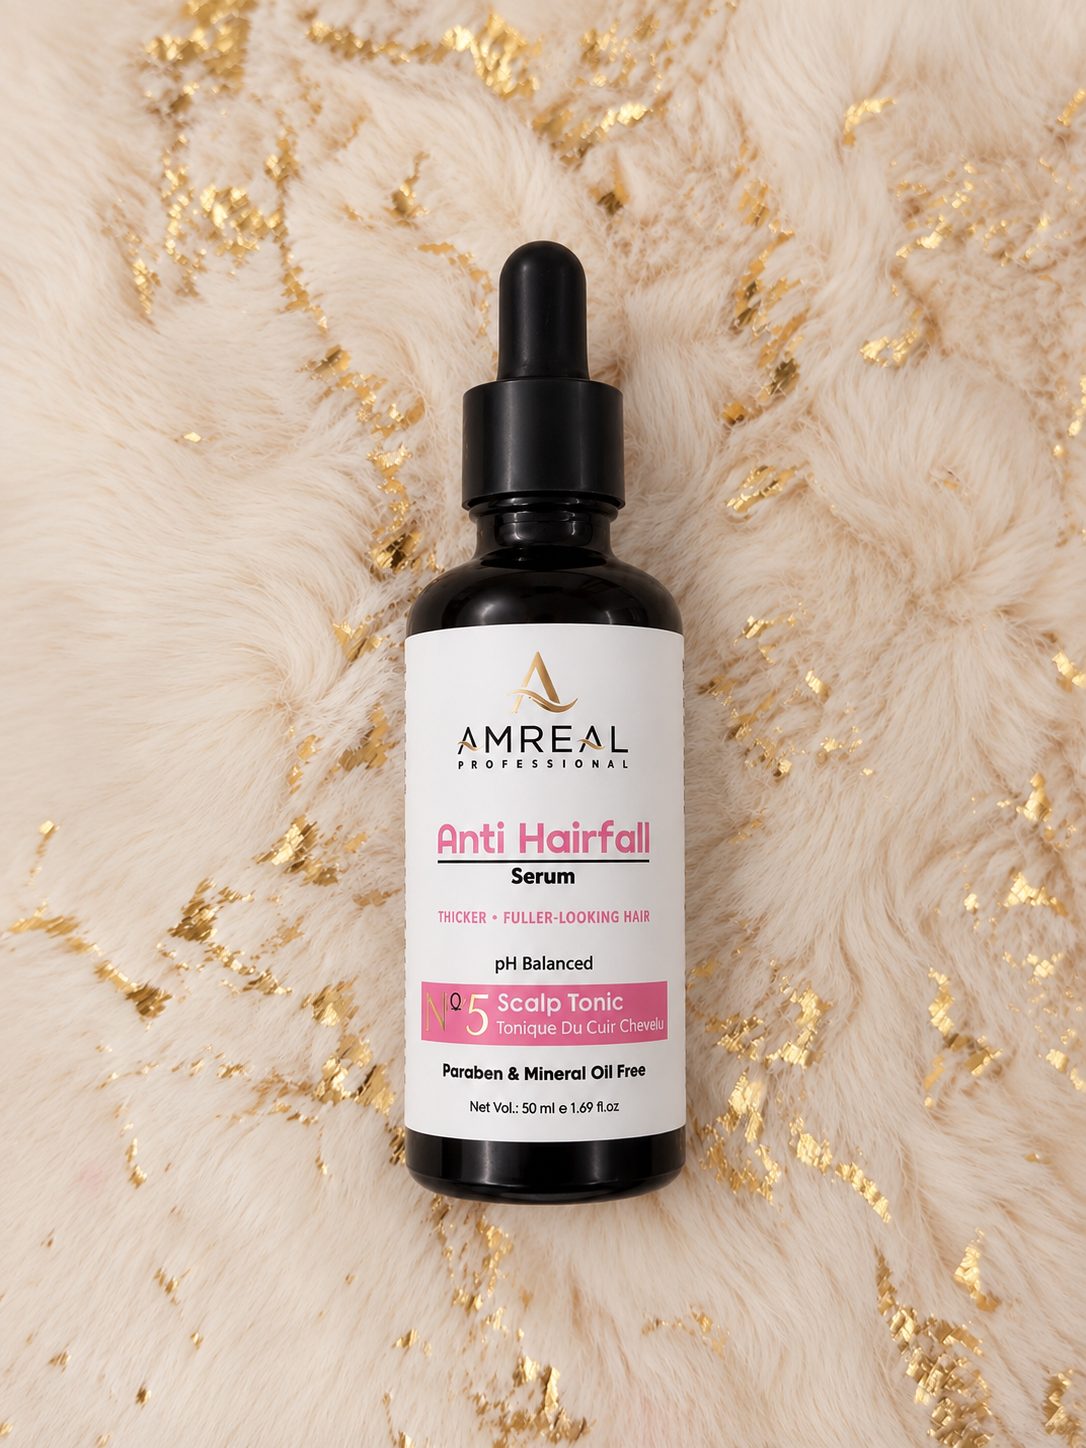 AMREAL
PROFESSIONAL
Anti Hairfall
Serum
THICKER • FULLER-LOOKING HAIR
pH Balanced
Nº5 Scalp Tonic
Tonique Du Cuir Chevelu
Paraben & Mineral Oil Free
Net Vol.: 50 ml e 1.69 fl.oz